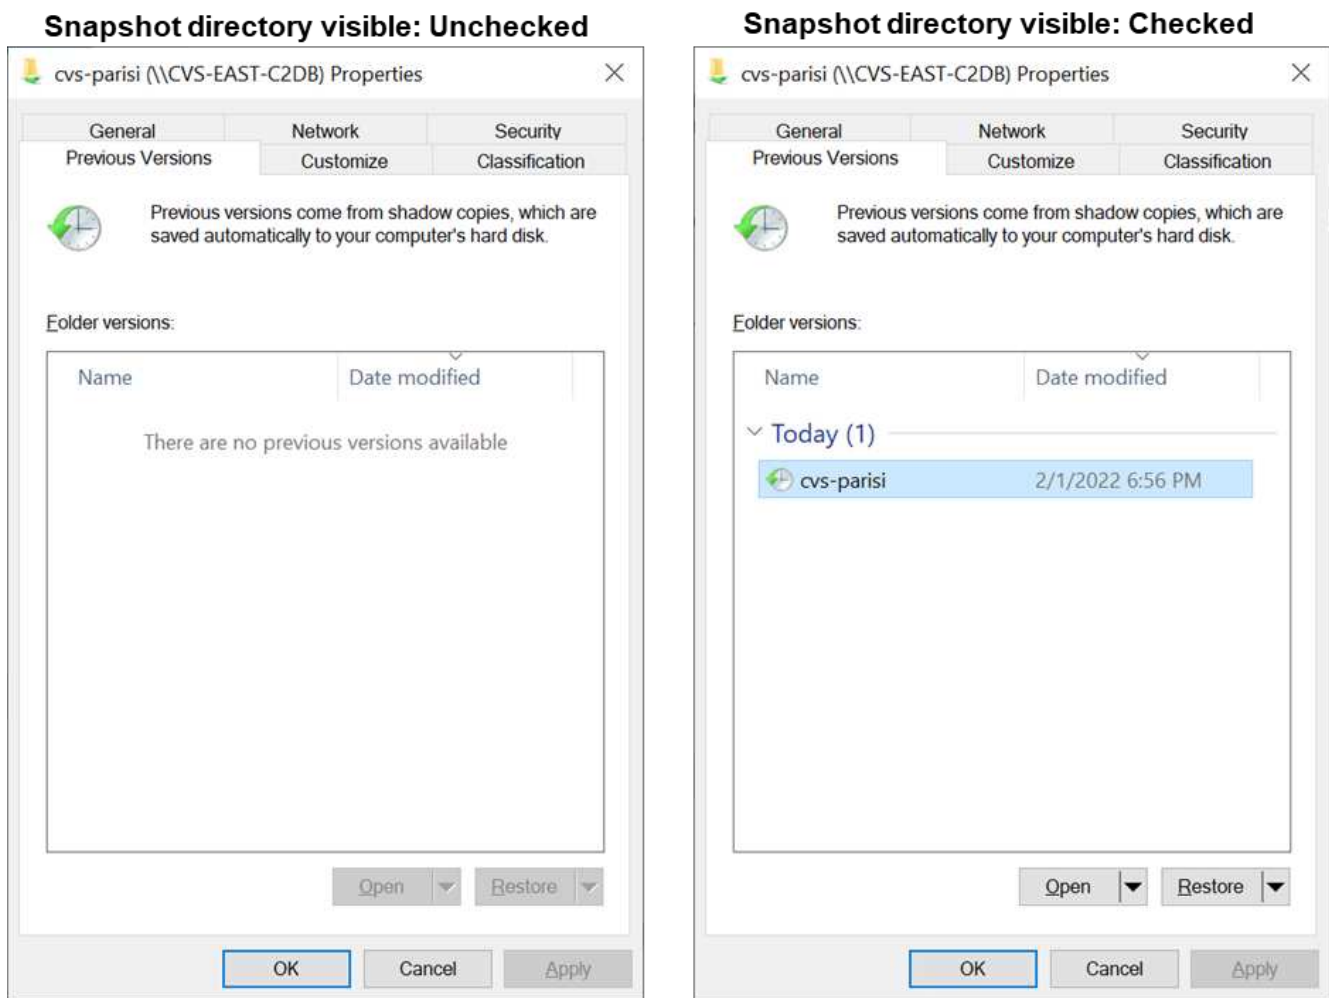 Snapshot directory visible: Unchecked
cvs-parisi (\\CVS-EAST-C2DB) Properties
General Network Security
Previous Versions Customize Classification
Previous versions come from shadow copies, which are
saved automatically to your computer's hard disk.
Folder versions:
Name Date modified
There are no previous versions available
Open Restore
OK Cancel Apply
Snapshot directory visible: Checked
cvs-parisi (\\CVS-EAST-C2DB) Properties
General Network Security
Previous Versions Customize Classification
Previous versions come from shadow copies, which are
saved automatically to your computer's hard disk.
Folder versions:
Name Date modified
Today (1)
cvs-parisi 2/1/2022 6:56 PM
Open Restore
OK Cancel Apply